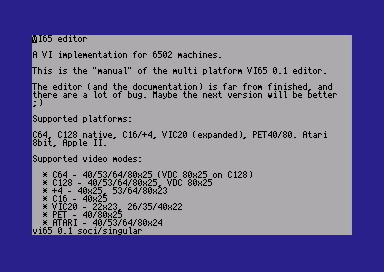 VI65 editor
A VI implementation for 6502 machines.
This is the "manual" of the multi platform VI65 0.1 editor.
The editor (and the documentation) is far from finished, and
there are a lot of bug. Maybe the next version will be better
;)
Supported platforms:
C64, C128 native, C16/+4, VIC20 (expanded), PET40/80. Atari
8bit, Apple II.
Supported video modes:
* C64 - 40/53/64/80x25 (VDC 80x25 on C128)
* C128 - 40/53/64/80x25, VDC 80x25
* +4 - 40x25, 53/64/80x23
* C16 - 40x25
* VIC20 - 22x23, 26/35/40x22
* PET - 40/80x25
* ATARI - 40/53/64/80x24
vi65 0.1 soci/singular